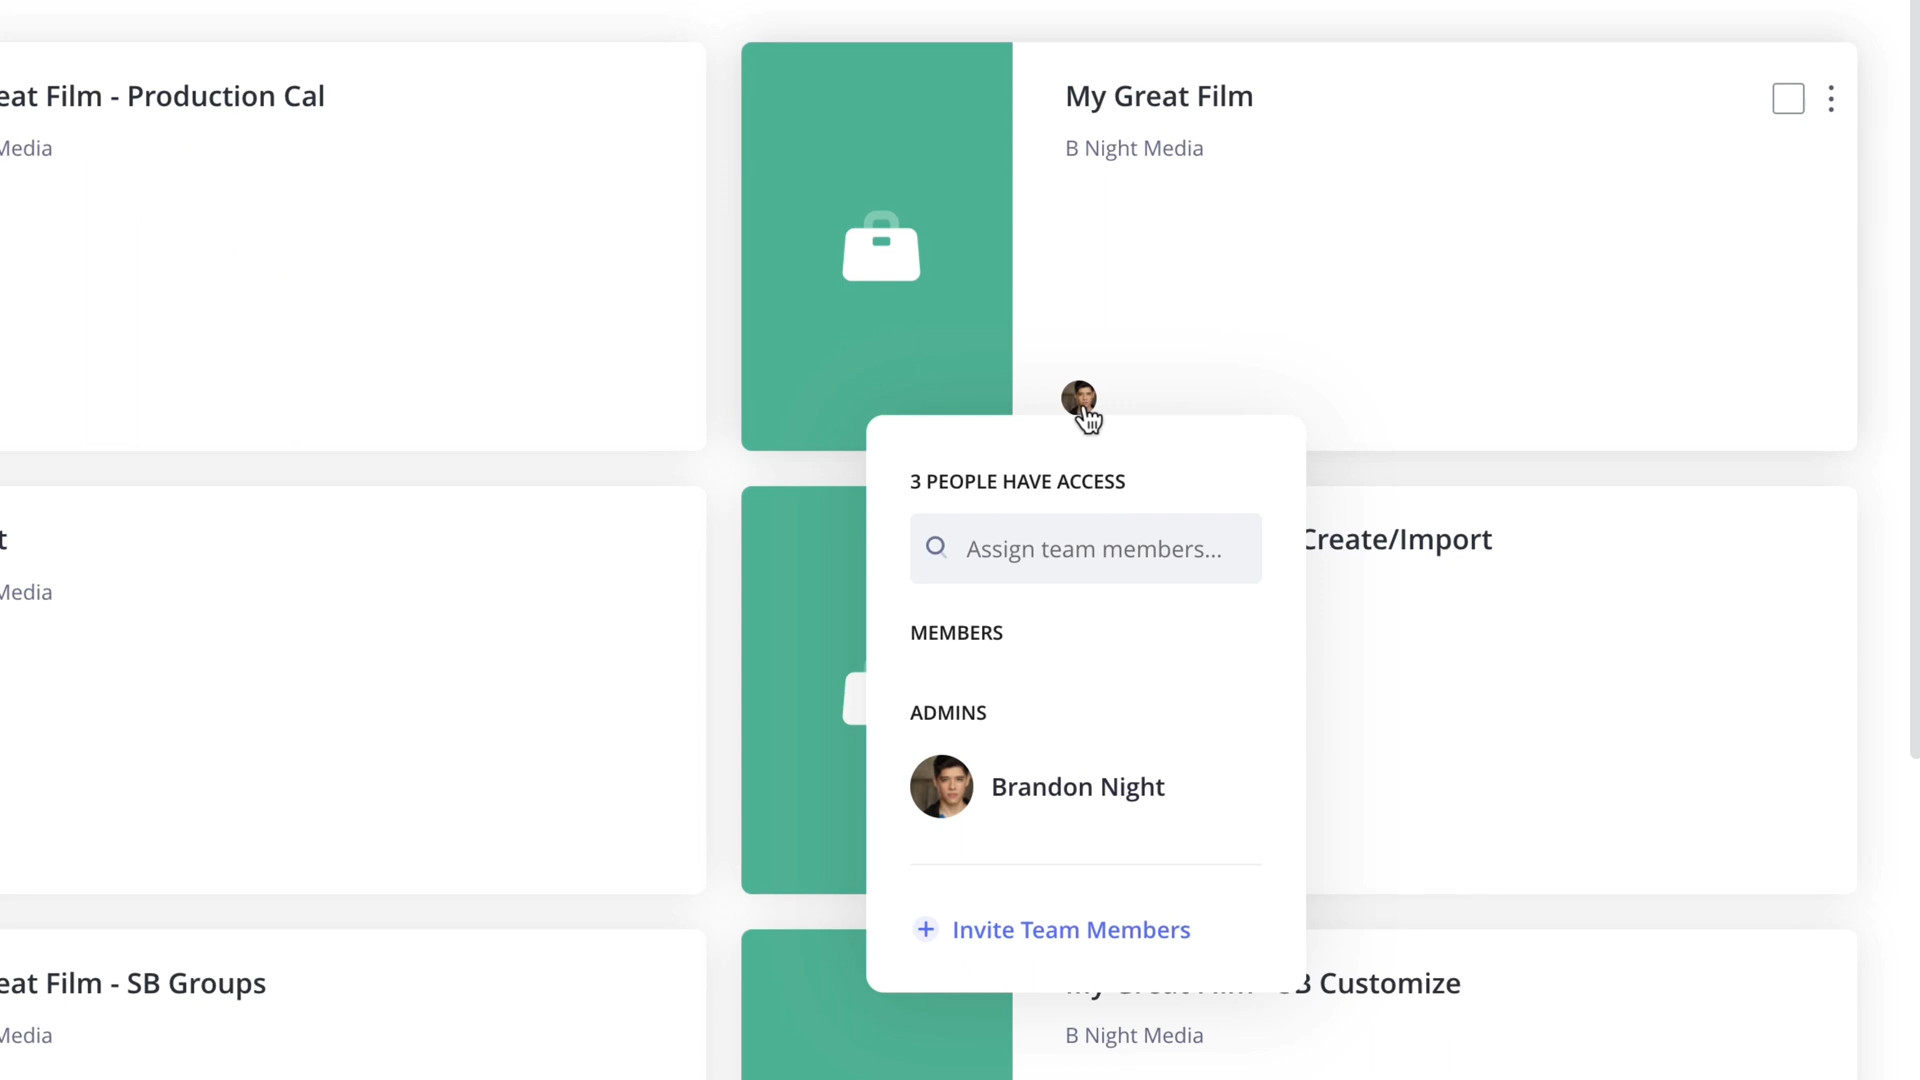 eat Film - Production Cal
Media
My Great Film
B Night Media
3 PEOPLE HAVE ACCESS
Assign team members...
MEMBERS
ADMINS
Brandon Night
+ Invite Team Members
t
Media
Create/Import
eat Film - SB Groups
Media
Customize
B Night Media